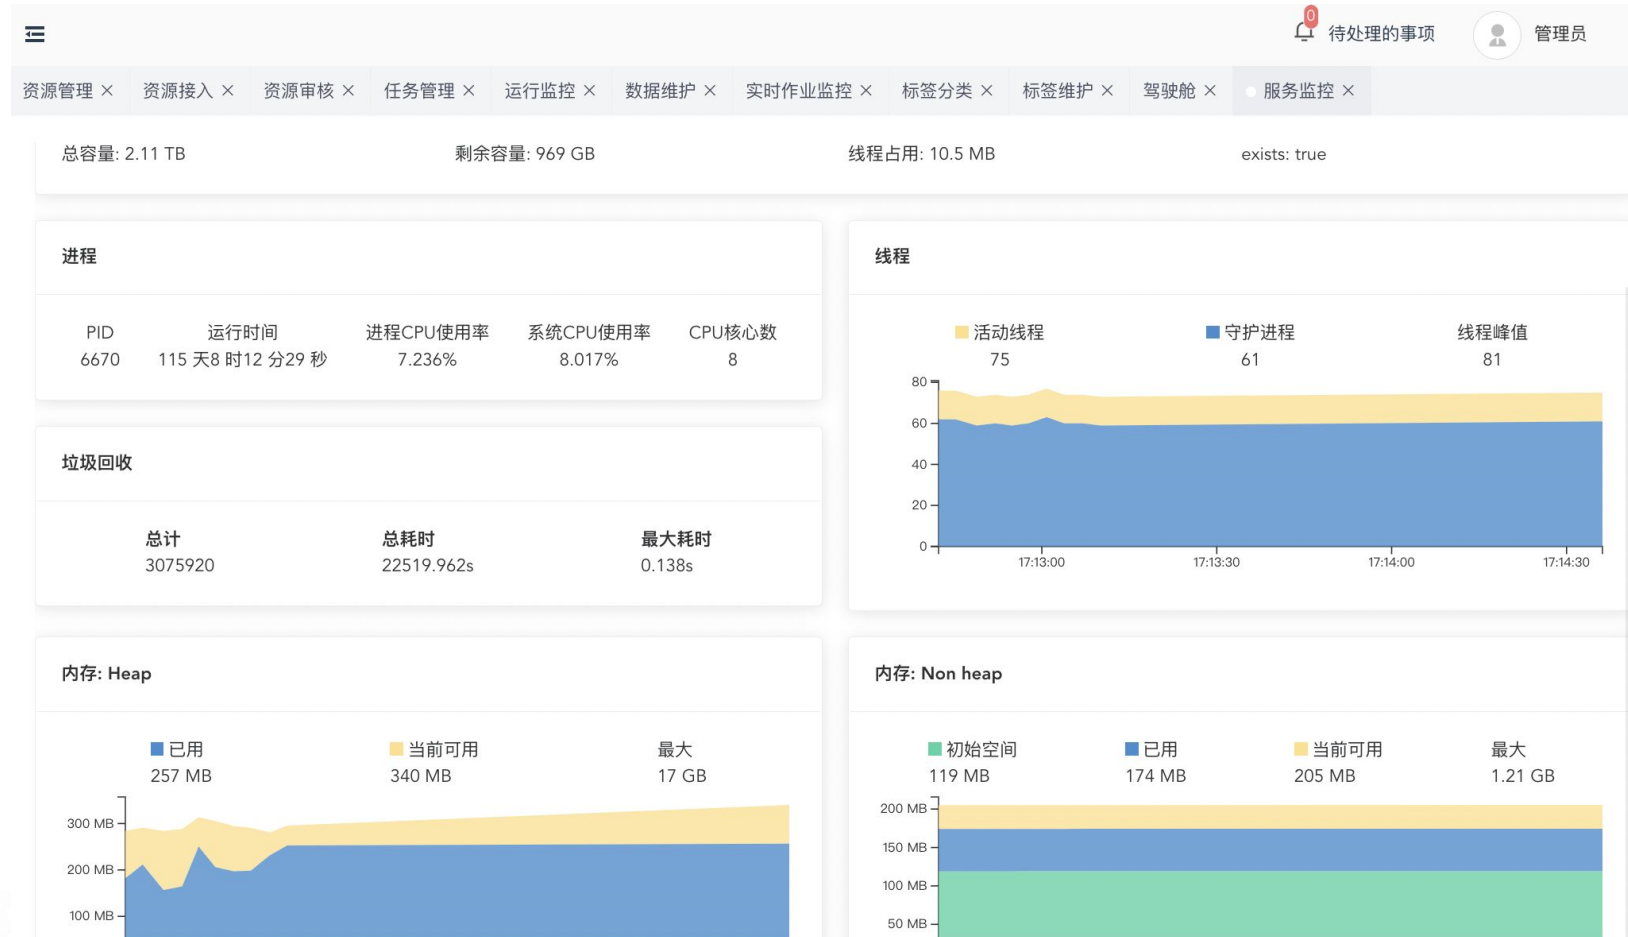 0
待处理的事项
管理员
资源管理 × 资源接入 × 资源审核 × 任务管理 × 运行监控 × 数据维护 × 实时作业监控 × 标签分类 × 标签维护 × 驾驶舱 × 服务监控 ×
总容量: 2.11 TB 剩余容量: 969 GB 线程占用: 10.5 MB exists: true
进程
PID 运行时间 进程CPU使用率 系统CPU使用率 CPU核心数
6670 115 天8 时12 分29 秒 7.236% 8.017% 8
线程
活动线程 守护进程 线程峰值
75 61 81
80
60
40
20
0
17:13:00 17:13:30 17:14:00 17:14:30
垃圾回收
总计 总耗时 最大耗时
3075920 22519.962s 0.138s
内存: Heap
已用 当前可用 最大
257 MB 340 MB 17 GB
300 MB
200 MB
100 MB
内存: Non heap
初始空间 已用 当前可用 最大
119 MB 174 MB 205 MB 1.21 GB
200 MB
150 MB
100 MB
50 MB